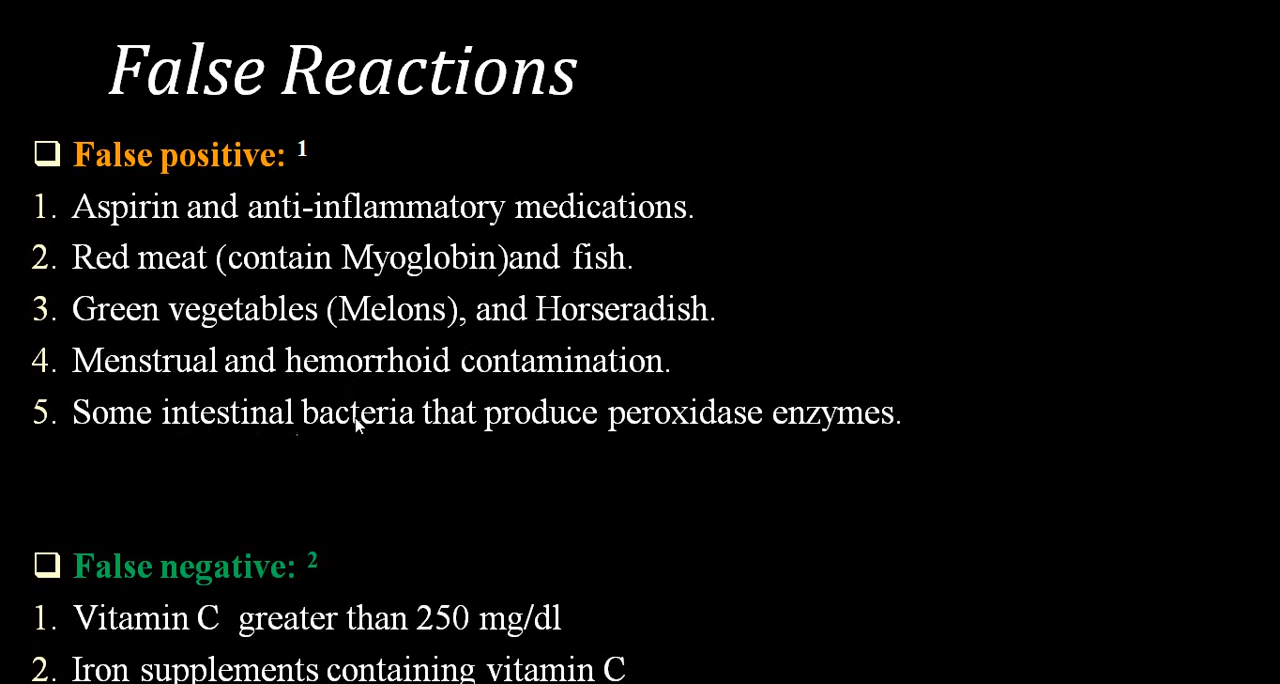 False Reactions
❑ False positive: 1
1. Aspirin and anti-inflammatory medications.
2. Red meat (contain Myoglobin)and fish.
3. Green vegetables (Melons), and Horseradish.
4. Menstrual and hemorrhoid contamination.
5. Some intestinal bacteria that produce peroxidase enzymes.
❑ False negative: 2
1. Vitamin C greater than 250 mg/dl
2. Iron supplements containing vitamin C